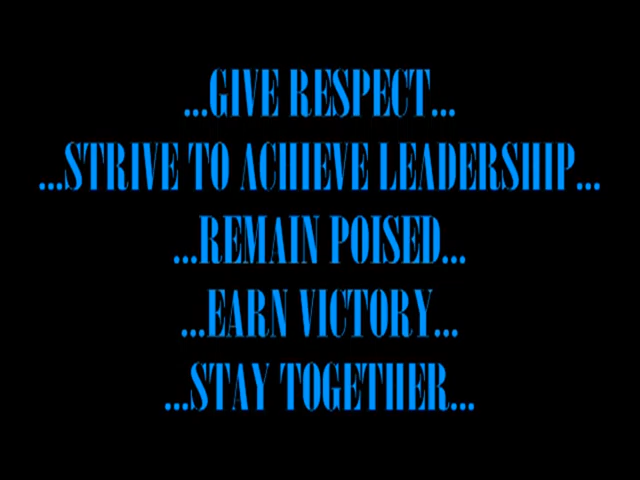 ...GIVE RESPECT...
...STRIVE TO ACHIEVE LEADERSHIP...
...REMAIN POISED...
...EARN VICTORY...
...STAY TOGETHER...